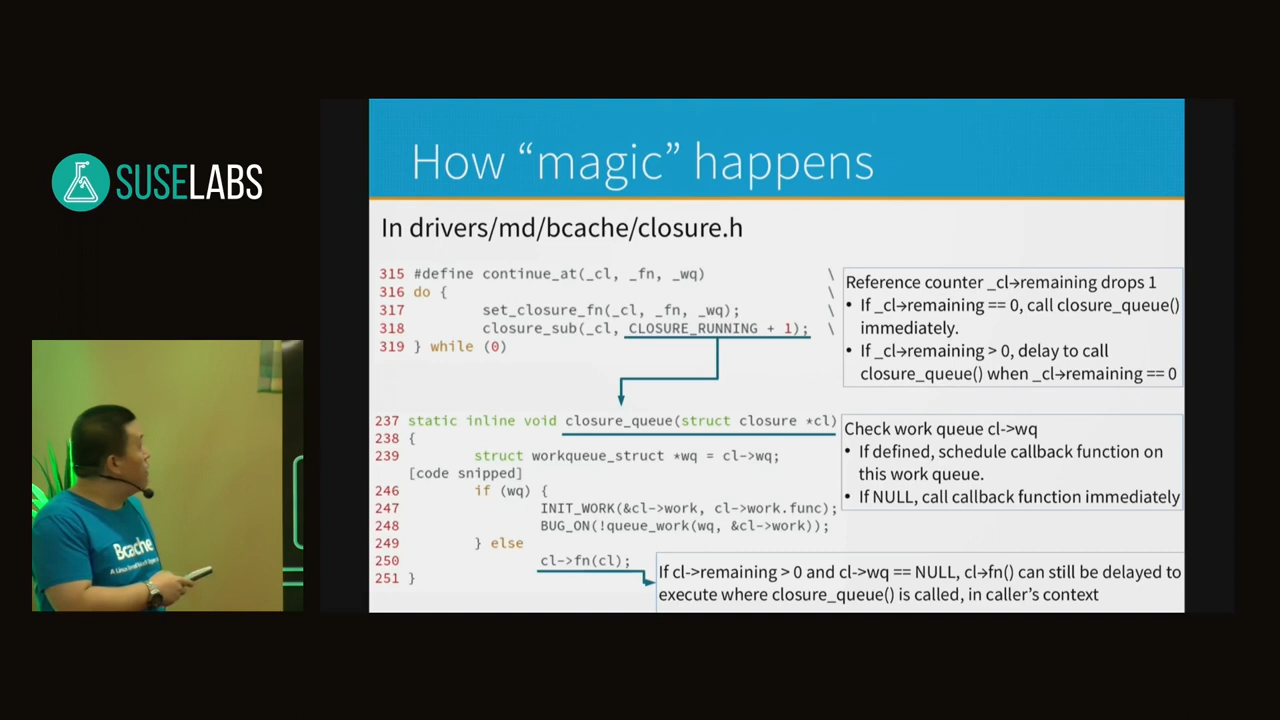 SUSELABS
How “magic” happens
In drivers/md/bcache/closure.h
315 #define continue_at(_cl, _fn, _wq) \
316 do { \
317 set_closure_fn(_cl, _fn, _wq); \
318 closure_sub(_cl, CLOSURE_RUNNING + 1); \
319 } while (0)
Reference counter _cl→remaining drops 1
• If _cl→remaining == 0, call closure_queue()
immediately.
• If _cl→remaining > 0, delay to call
closure_queue() when _cl→remaining == 0
237 static inline void closure_queue(struct closure *cl)
238 {
239 struct workqueue_struct *wq = cl->wq;
[code snipped]
246 if (wq) {
247 INIT_WORK(&cl->work, cl->work.func);
248 BUG_ON(!queue_work(wq, &cl->work));
249 } else
250 cl->fn(cl);
251 }
Check work queue cl->wq
• If defined, schedule callback function on
this work queue.
• If NULL, call callback function immediately
If cl->remaining > 0 and cl->wq == NULL, cl→fn() can still be delayed to
execute where closure_queue() is called, in caller’s context
Bcache